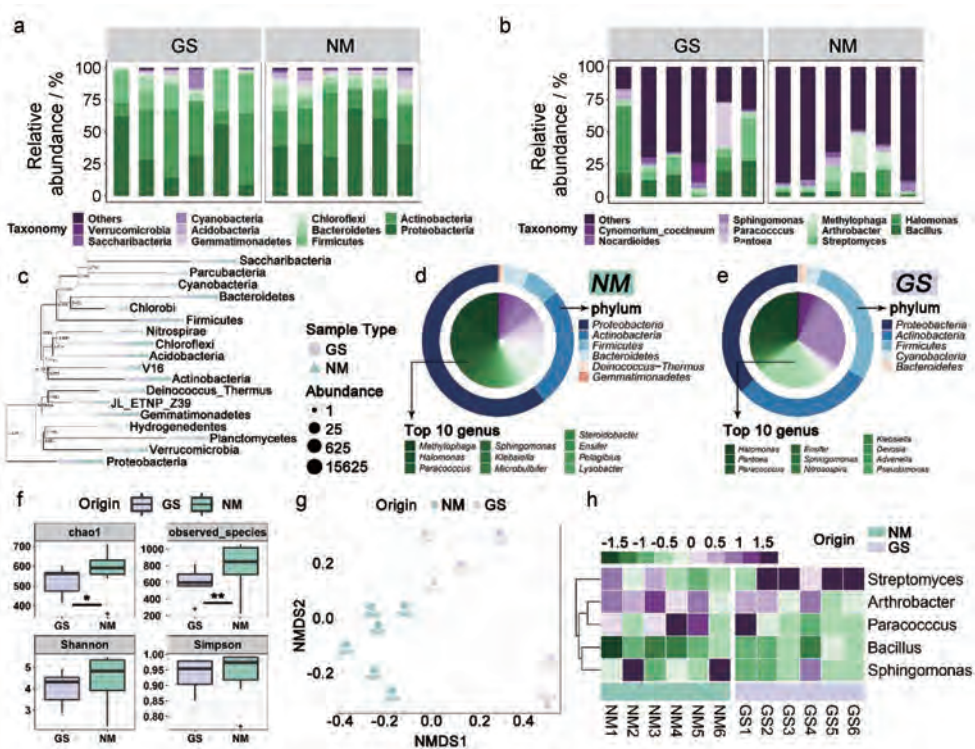 a
GS
NM
Relative
abundance / %
100
75
50
25
0
Taxonomy
Others
Verrucomicrobia
Saccharibacteria
Cyanobacteria
Acidobacteria
Gemmatimonadetes
Chloroflexi
Bacteroidetes
Firmicutes
Actinobacteria
Proteobacteria
b
GS
NM
Relative
abundance / %
100
75
50
25
0
Taxonomy
Others
Cynomorium_coccineum
Nocardioides
Sphingomonas
Paracoccus
Pantoea
Methylophaga
Arthrobacter
Streptomyces
Halomonas
Bacillus
c
Saccharibacteria
Parcubacteria
Cyanobacteria
Bacteroidetes
Chlorobi
Firmicutes
Nitrospirae
Chloroflexi
Acidobacteria
V16
Actinobacteria
Deinococcus_Thermus
JL_ETNP_Z39
Gemmatimonadetes
Hydrogenedentes
Planctomycetes
Verrucomicrobia
Proteobacteria
Sample Type
GS
NM
Abundance
1
25
625
15625
d
NM
phylum
Proteobacteria
Actinobacteria
Firmicutes
Bacteroidetes
Deinococcus-Thermus
Gemmatimonadetes
Top 10 genus
Methylophaga
Halomonas
Paracoccus
Sphingomonas
Klebsiella
Microbulbifer
Steroidobacter
Ensifer
Pelagibius
Lysobacter
e
GS
phylum
Proteobacteria
Actinobacteria
Firmicutes
Cyanobacteria
Bacteroidetes
Top 10 genus
Halomonas
Pantoea
Paracoccus
Ensifer
Sphingomonas
Nitrosospira
Klebsiella
Devosia
Advenella
Pseudomonas
f
Origin GS NM
chao1
700
600
500
400
*
GS NM
observed_species
1000
800
600
400
200
**
GS NM
Shannon
5
4
3
GS NM
Simpson
1.00
0.95
0.90
0.85
0.80
GS NM
g
Origin NM GS
NMDS2
0.2
0.0
-0.2
-0.4 -0.2 0.0 0.2 0.4
NMDS1
h
-1.5 -1 -0.5 0 0.5 1 1.5
Origin
NM
GS
Streptomyces
Arthrobacter
Paracoccus
Bacillus
Sphingomonas
NM1 NM2 NM3 NM4 NM5 NM6 GS1 GS2 GS3 GS4 GS5 GS6